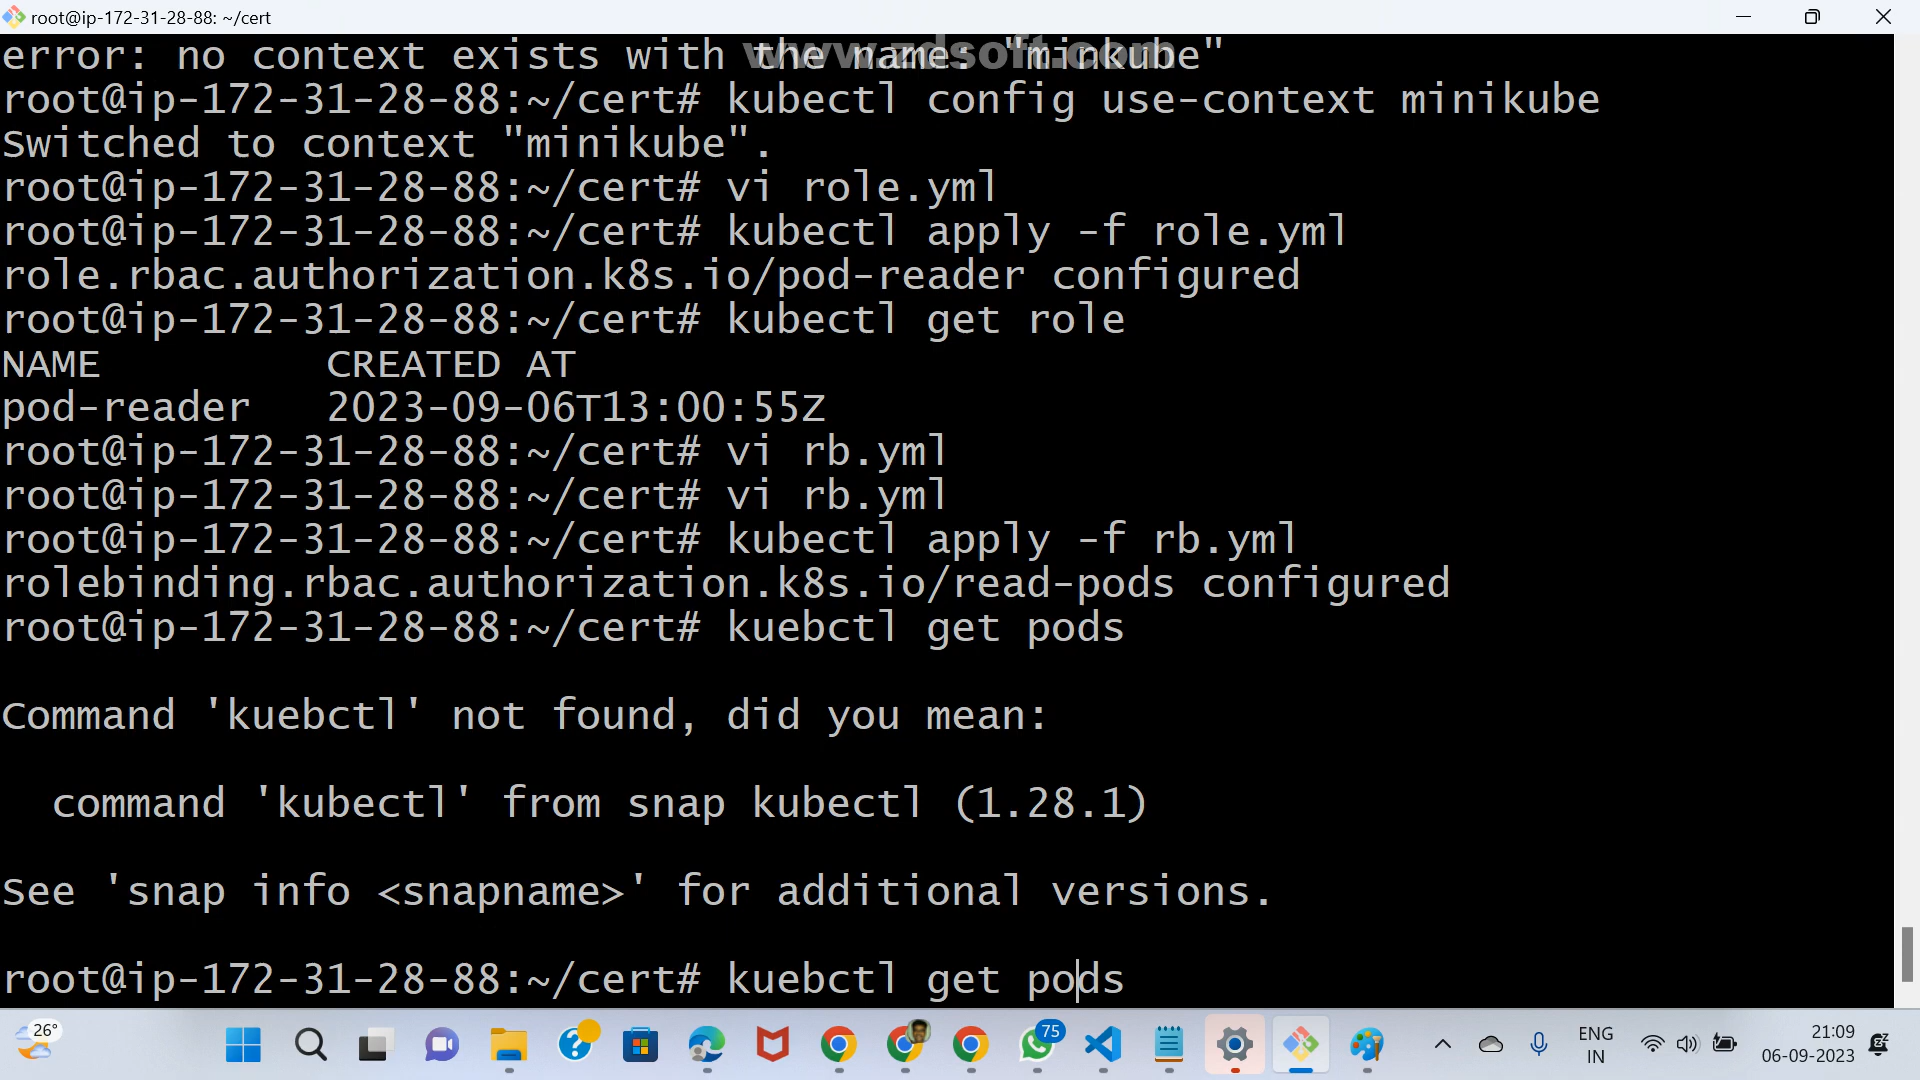 root@ip-172-31-28-88: ~/cert
www.zdsoft.com
error: no context exists with the name: "minkube"
root@ip-172-31-28-88:~/cert# kubectl config use-context minikube
Switched to context "minikube".
root@ip-172-31-28-88:~/cert# vi role.yml
root@ip-172-31-28-88:~/cert# kubectl apply -f role.yml
role.rbac.authorization.k8s.io/pod-reader configured
root@ip-172-31-28-88:~/cert# kubectl get role
NAME         CREATED AT
pod-reader   2023-09-06T13:00:55Z
root@ip-172-31-28-88:~/cert# vi rb.yml
root@ip-172-31-28-88:~/cert# vi rb.yml
root@ip-172-31-28-88:~/cert# kubectl apply -f rb.yml
rolebinding.rbac.authorization.k8s.io/read-pods configured
root@ip-172-31-28-88:~/cert# kuebctl get pods
Command 'kuebctl' not found, did you mean:
command 'kubectl' from snap kubectl (1.28.1)
See 'snap info <snapname>' for additional versions.
root@ip-172-31-28-88:~/cert# kuebctl get pods
26°
75
ENG
IN
21:09
06-09-2023